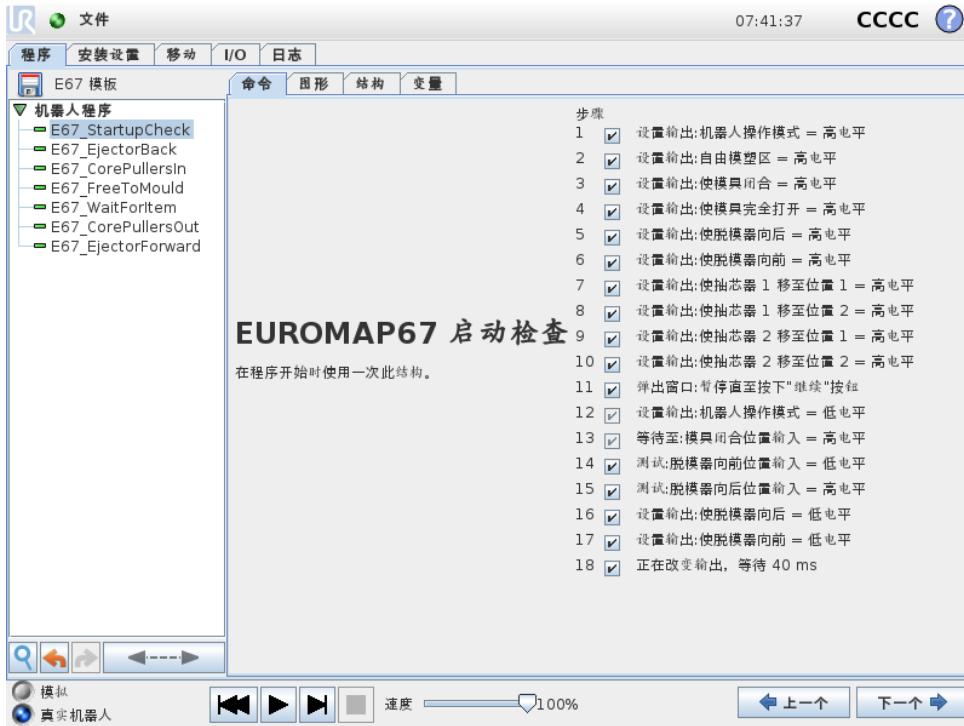 UR 文件 07:41:37 CCCC ?
程序 安装设置 移动 I/O 日志
E67 模板
命令 图形 结构 变量
机器人程序
E67_StartupCheck
E67_EjectorBack
E67_CorePullersIn
E67_FreeToMould
E67_WaitForItem
E67_CorePullersOut
E67_EjectorForward
EUROMAP67 启动检查
在程序开始时使用一次此结构。
步骤
1 设置输出:机器人操作模式 = 高电平
2 设置输出:自由模塑区 = 高电平
3 设置输出:使模具闭合 = 高电平
4 设置输出:使模具完全打开 = 高电平
5 设置输出:使脱模器向后 = 高电平
6 设置输出:使脱模器向前 = 高电平
7 设置输出:使抽芯器 1 移至位置 1 = 高电平
8 设置输出:使抽芯器 1 移至位置 2 = 高电平
9 设置输出:使抽芯器 2 移至位置 1 = 高电平
10 设置输出:使抽芯器 2 移至位置 2 = 高电平
11 弹出窗口:暂停直至按下"继续"按钮
12 设置输出:机器人操作模式 = 低电平
13 等待至:模具闭合位置输入 = 高电平
14 测试:脱模器向前位置输入 = 低电平
15 测试:脱模器向后位置输入 = 高电平
16 设置输出:使脱模器向后 = 低电平
17 设置输出:使脱模器向前 = 低电平
18 正在改变输出，等待 40 ms
模拟
真实机器人
速度 100%
上一个 下一个